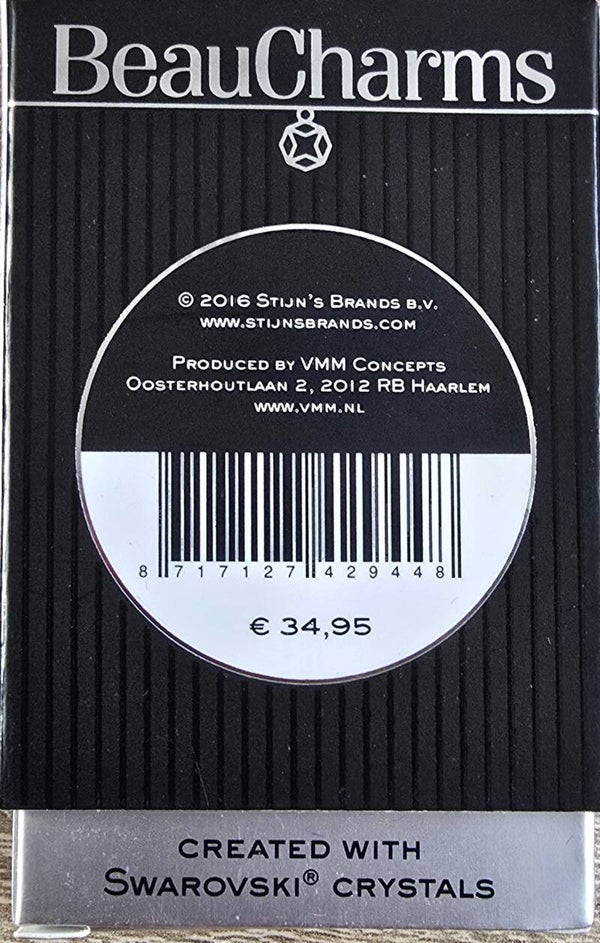 BeauCharms
© 2016 Stijn's Brands B.V.
www.stijnsbrands.com
Produced by VMM Concepts
Oosterhoutlaan 2, 2012 RB Haarlem
www.vmm.nl
8 717127 429448
€ 34,95
CREATED WITH
SWAROVSKI® CRYSTALS